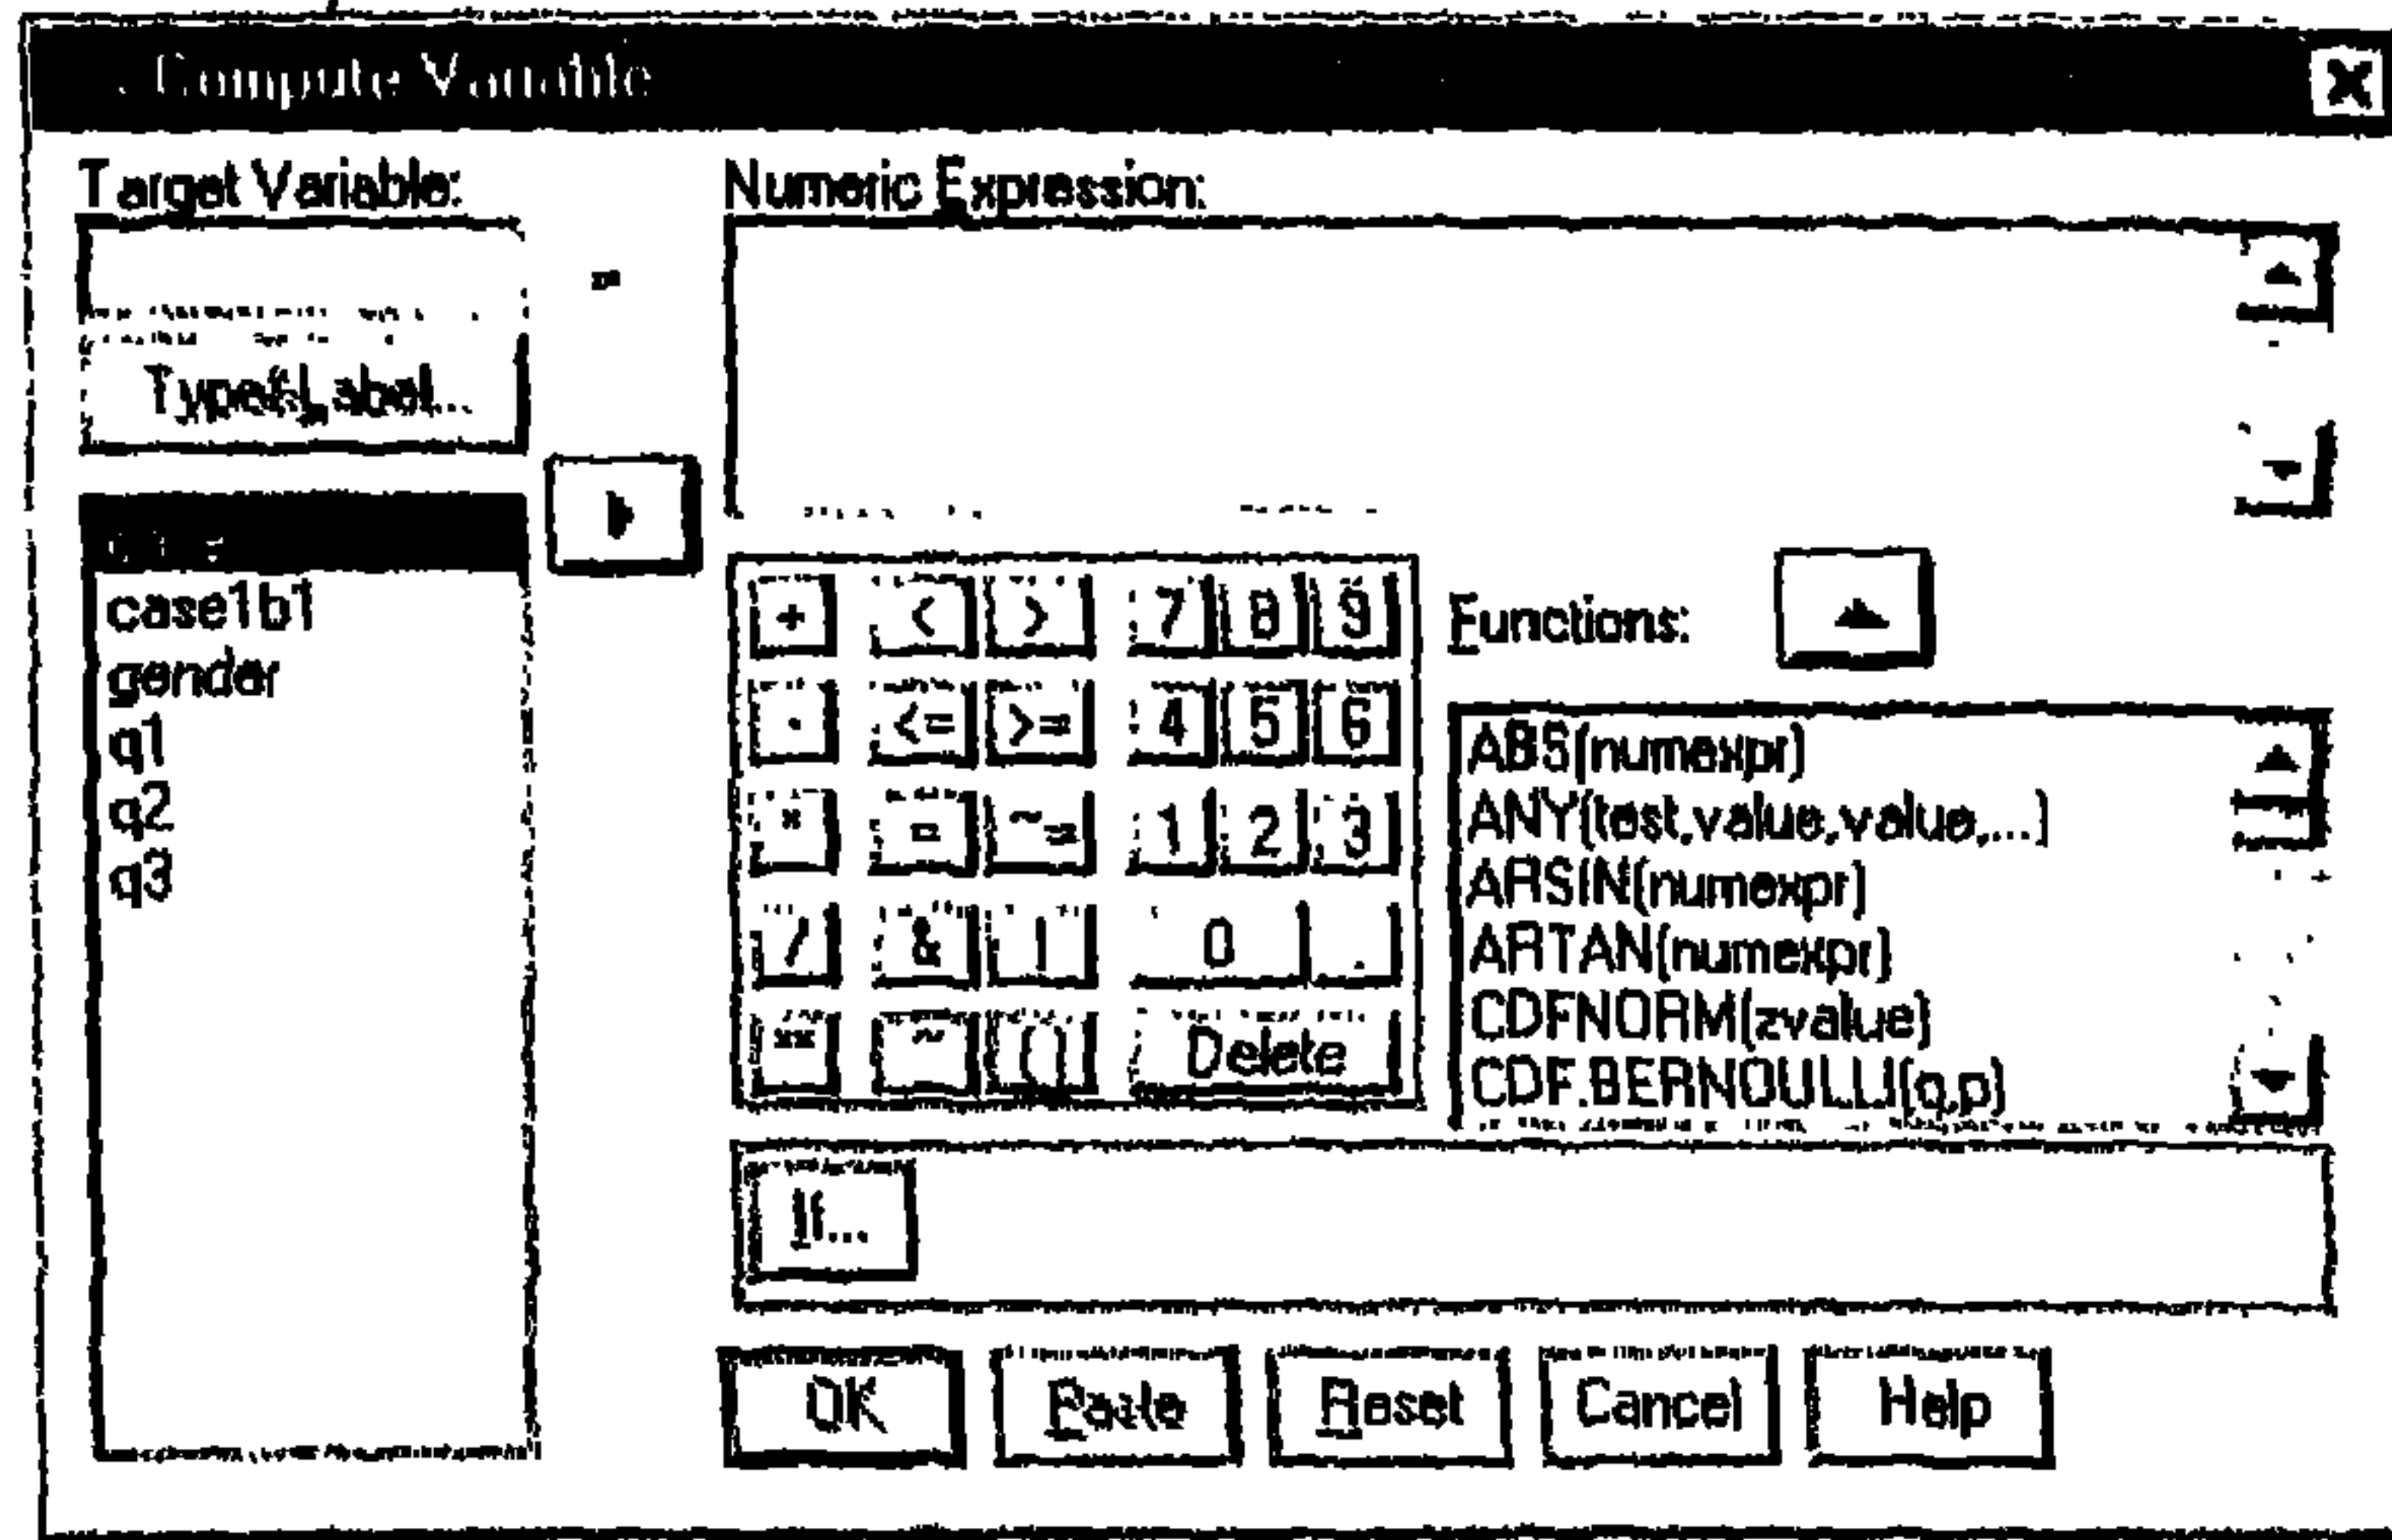 Compute Variable
Target Variable:
Numeric Expression:
=
Type&Label...
case1b1
gender
q1
q2
q3
+ < > 7 8 9
- <= >= 4 5 6
* = ~= 1 2 3
/ & | 0 .
** ~ () Delete
Functions:
ABS(numexpr)
ANY(test,value,value,...)
ARSIN(numexpr)
ARTAN(numexpr)
CDFNORM(zvalue)
CDF.BERNOULLI(q,p)
If...
OK Paste Reset Cancel Help